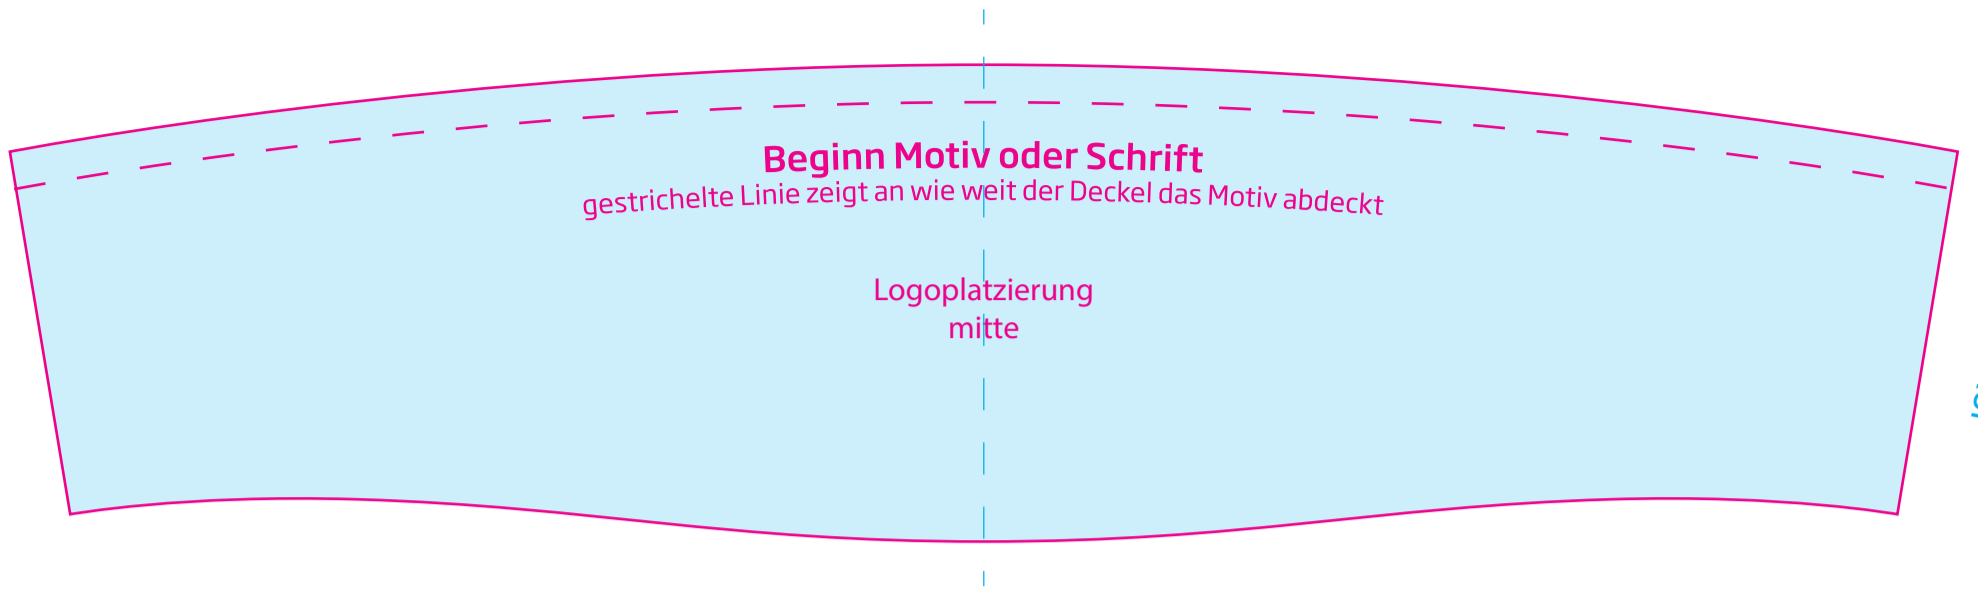 Beginn Motiv oder Schrift
gestrichelte Linie zeigt an wie weit der Deckel das Motiv abdeckt
Logoplatzierung
mitte